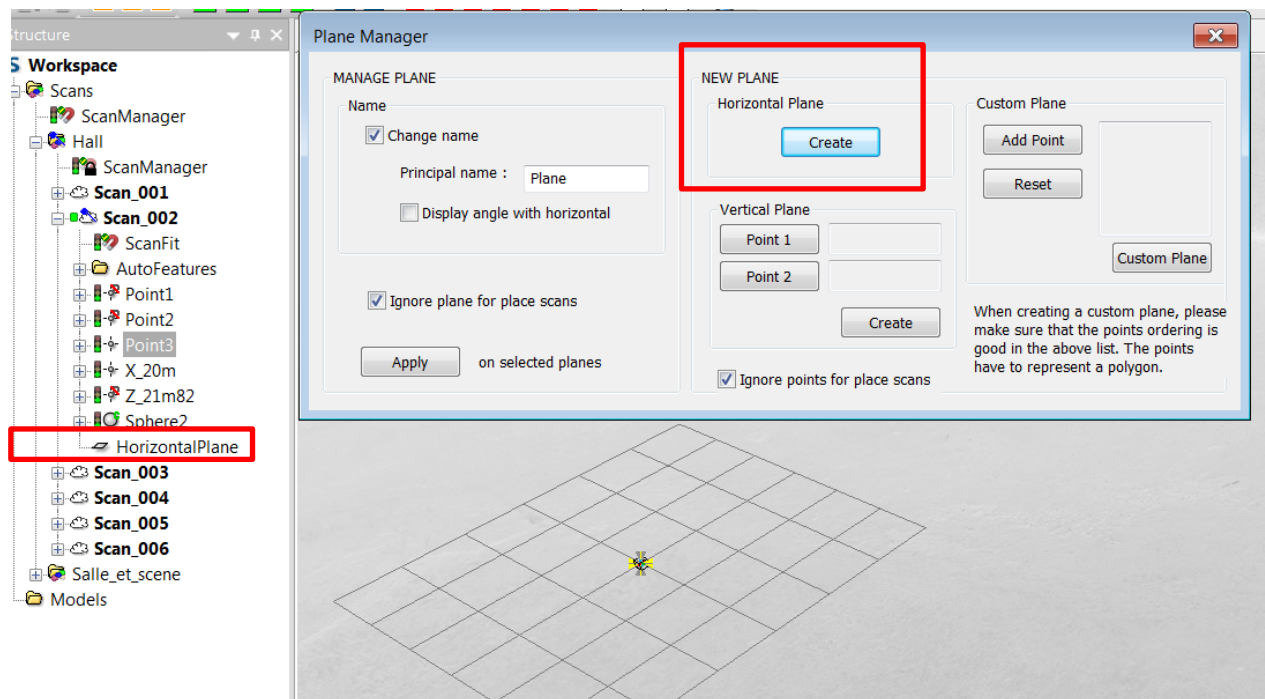 Structure
Workspace
Scans
ScanManager
Hall
ScanManager
Scan_001
Scan_002
ScanFit
AutoFeatures
Point1
Point2
Point3
X_20m
Z_21m82
Sphere2
HorizontalPlane
Scan_003
Scan_004
Scan_005
Scan_006
Salle_et_scene
Models
Plane Manager
MANAGE PLANE
Name
Change name
Principal name :
Plane
Display angle with horizontal
Ignore plane for place scans
Apply
on selected planes
NEW PLANE
Horizontal Plane
Create
Vertical Plane
Point 1
Point 2
Create
Ignore points for place scans
Custom Plane
Add Point
Reset
Custom Plane
When creating a custom plane, please
make sure that the points ordering is
good in the above list. The points
have to represent a polygon.